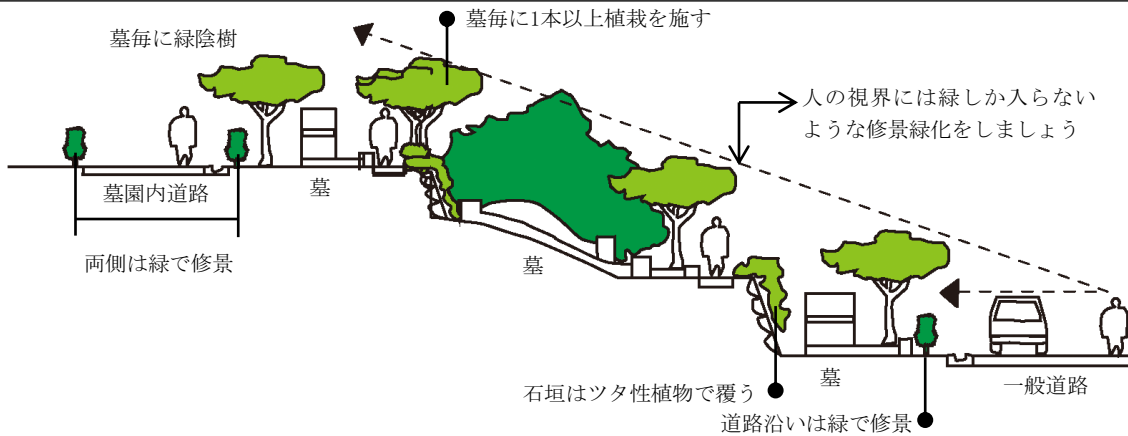 墓毎に1本以上植栽を施す
墓毎に緑陰樹
人の視界には緑しか入らない
ような修景緑化をしましょう
墓園内道路
墓
両側は緑で修景
墓
墓
一般道路
石垣はツタ性植物で覆う
道路沿いは緑で修景